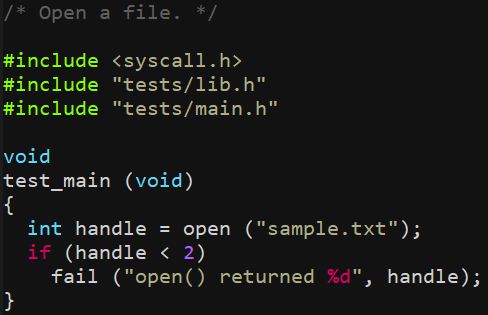 /* Open a file. */

#include <syscall.h>
#include "tests/lib.h"
#include "tests/main.h"

void
test_main (void)
{
  int handle = open ("sample.txt");
  if (handle < 2)
    fail ("open() returned %d", handle);
}